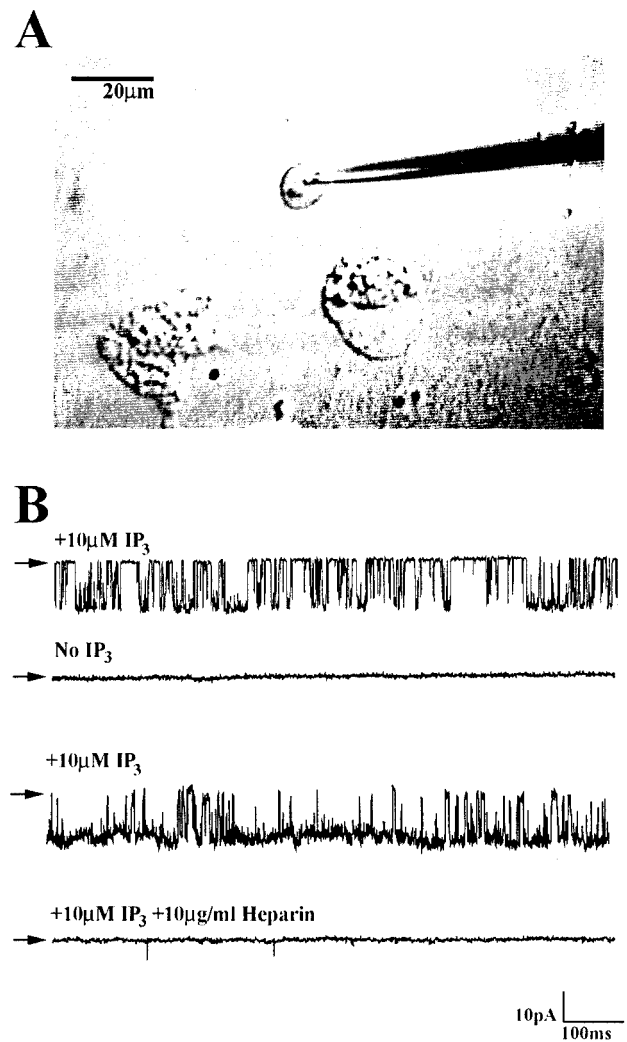 A
20μm
B
+10μM IP3
No IP3
+10μM IP3
+10μM IP3 +10μg/ml Heparin
10pA
100ms